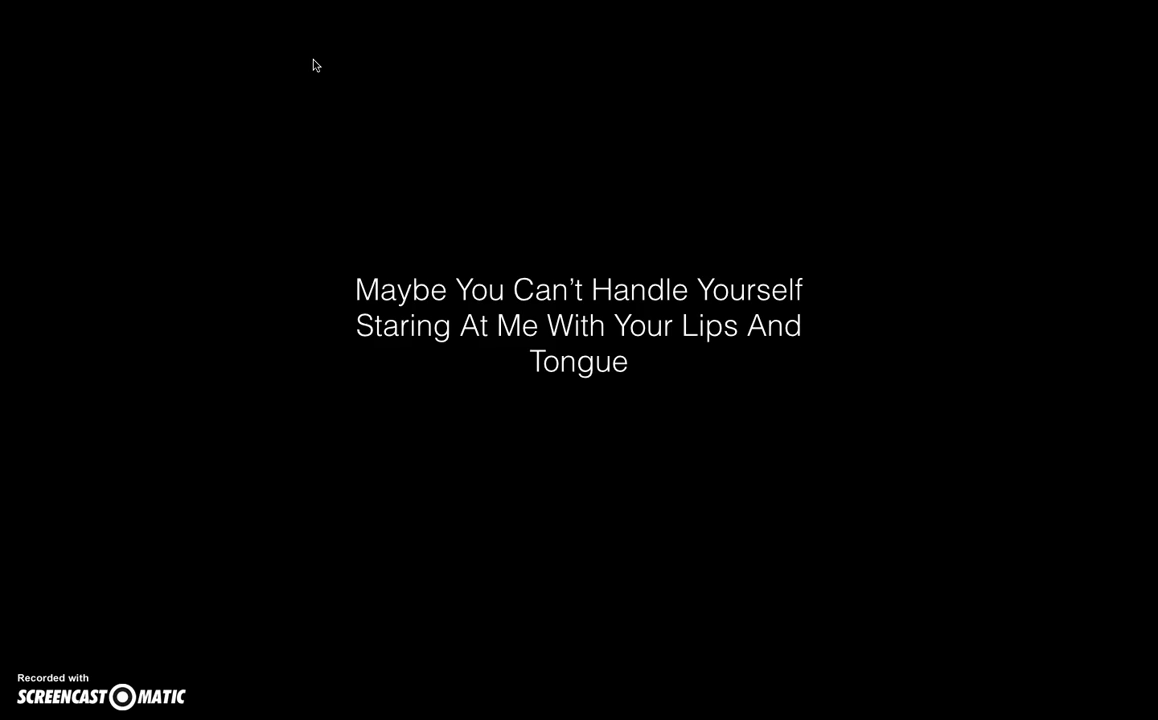 Maybe You Can’t Handle Yourself
Staring At Me With Your Lips And
Tongue
Recorded with
SCREENCAST MATIC